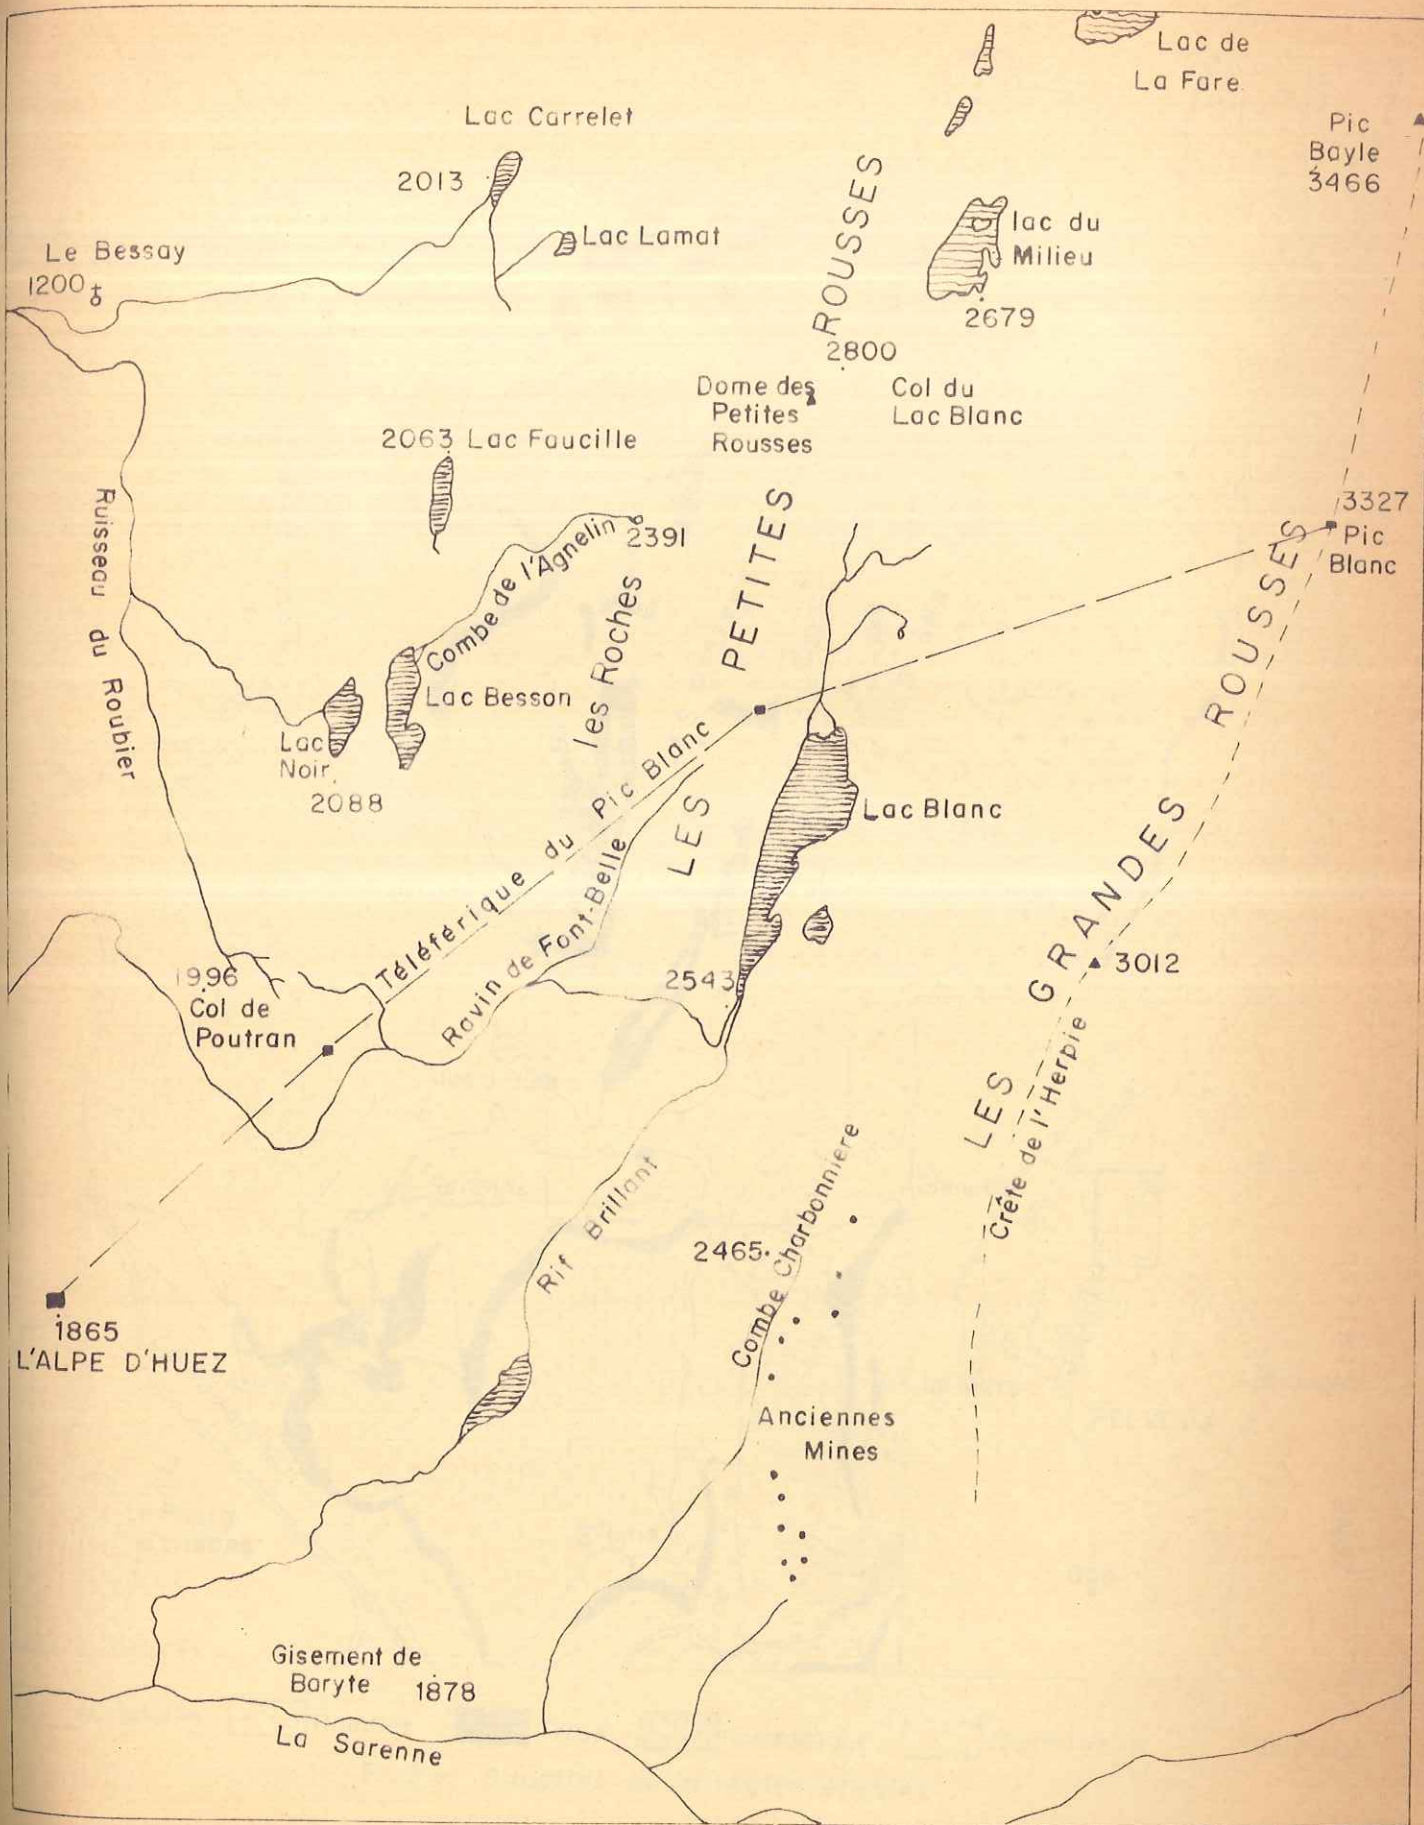 Lac de
La Fare
Lac Carrelet
Pic
Bayle
3466
2013
Lac Lamat
lac du
Milieu
Le Bessay
1200
2679
ROUSSES
2800
Dome des
Petites
Rousses
Col du
Lac Blanc
2063 Lac Faucille
Ruisseau du Roubier
Combe de l'Agnelin
2391
3327
Pic
Blanc
les Roches
LES PETITES
Lac Besson
Lac
Noir
2088
Téléférique du Pic Blanc
Ravin de Font-Belle
Lac Blanc
LES GRANDES ROUSSES
3012
1996
Col de
Poutran
2543
Crête de l'Herpie
Rif Brillant
2465
Combe Charbonniere
1865
L'ALPE D'HUEZ
Anciennes
Mines
Gisement de
Baryte 1878
La Sarenne